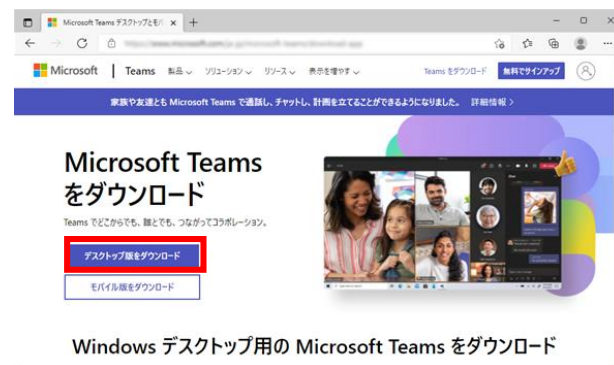 Microsoft Teams デスクトップとモバ
Microsoft | Teams 製品 ソリューション リソース 表示を増やす Teams をダウンロード 無料でサインアップ
家族や友達とも Microsoft Teams で通話し、チャットし、計画を立てることができるようになりました。 詳細情報 >
Microsoft Teams
をダウンロード
Teams でどこからでも、誰とでも、つながってコラボレーション。
デスクトップ版をダウンロード
モバイル版をダウンロード
Windows デスクトップ用の Microsoft Teams をダウンロード